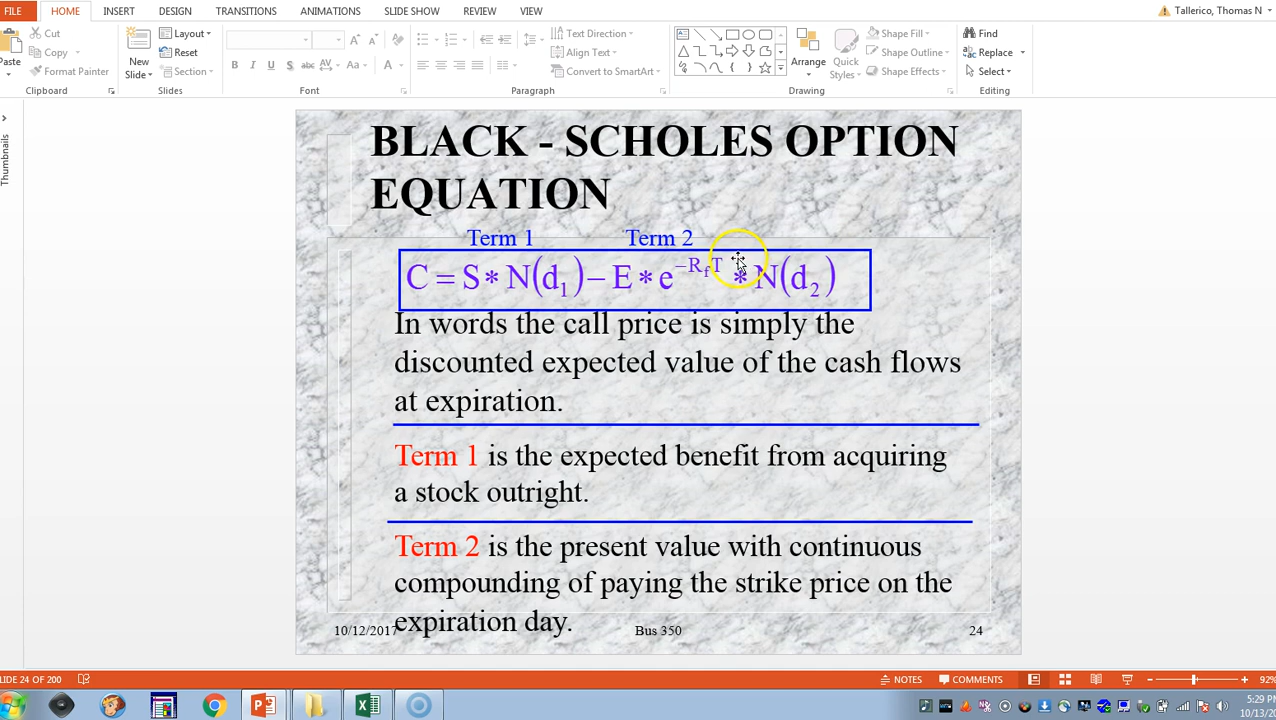 FILE HOME INSERT DESIGN TRANSITIONS ANIMATIONS SLIDE SHOW REVIEW VIEW Tallerico, Thomas N
Cut Layout Text Direction Shape Fill Find
Copy Reset Align Text Shape Outline Replace
Paste Format Painter New Slide Section B I U S abc AV Aa A Convert to SmartArt Arrange Quick Styles Shape Effects Select
Clipboard Slides Font Paragraph Drawing Editing
Thumbnails
BLACK - SCHOLES OPTION
EQUATION
Term 1 Term 2
C = S * N(d₁) – E * e^(–R_f T) * N(d₂)
In words the call price is simply the
discounted expected value of the cash flows
at expiration.
Term 1 is the expected benefit from acquiring
a stock outright.
Term 2 is the present value with continuous
compounding of paying the strike price on the
expiration day.
10/12/2017 Bus 350 24
SLIDE 24 OF 200 NOTES COMMENTS 92%
5:29 PM
10/13/20